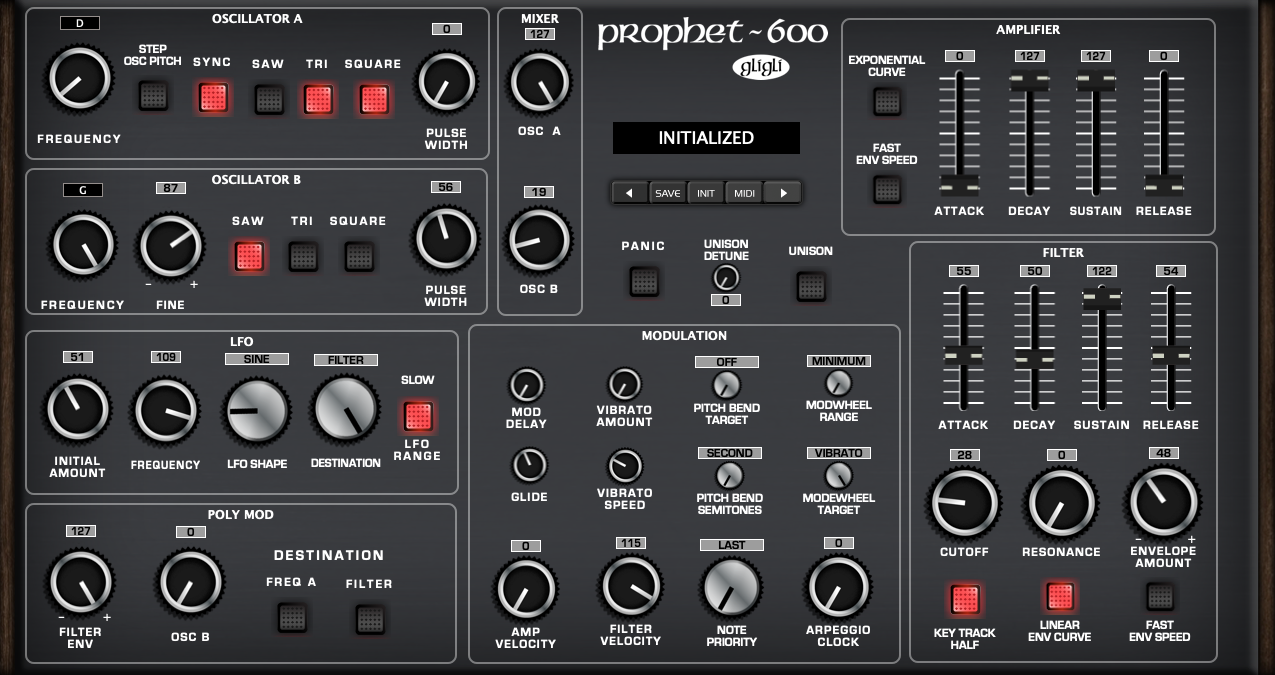 OSCILLATOR A
D
0
STEP
OSC PITCH
SYNC
SAW
TRI
SQUARE
FREQUENCY
PULSE
WIDTH
OSCILLATOR B
G
87
56
SAW
TRI
SQUARE
- +
FREQUENCY
FINE
PULSE
WIDTH
MIXER
127
OSC A
19
OSC B
prophet~600
gligli
INITIALIZED
SAVE
INIT
MIDI
PANIC
UNISON
DETUNE
0
UNISON
AMPLIFIER
EXPONENTIAL
CURVE
FAST
ENV SPEED
0
127
127
0
ATTACK
DECAY
SUSTAIN
RELEASE
LFO
51
109
SINE
FILTER
SLOW
INITIAL
AMOUNT
FREQUENCY
LFO SHAPE
DESTINATION
LFO
RANGE
POLY MOD
127
0
DESTINATION
FREQ A
FILTER
- +
FILTER
ENV
OSC B
MODULATION
OFF
MINIMUM
MOD
DELAY
VIBRATO
AMOUNT
PITCH BEND
TARGET
MODWHEEL
RANGE
SECOND
VIBRATO
GLIDE
VIBRATO
SPEED
PITCH BEND
SEMITONES
MODEWHEEL
TARGET
0
115
LAST
0
AMP
VELOCITY
FILTER
VELOCITY
NOTE
PRIORITY
ARPEGGIO
CLOCK
FILTER
55
50
122
54
ATTACK
DECAY
SUSTAIN
RELEASE
28
0
48
- +
CUTOFF
RESONANCE
ENVELOPE
AMOUNT
KEY TRACK
HALF
LINEAR
ENV CURVE
FAST
ENV SPEED